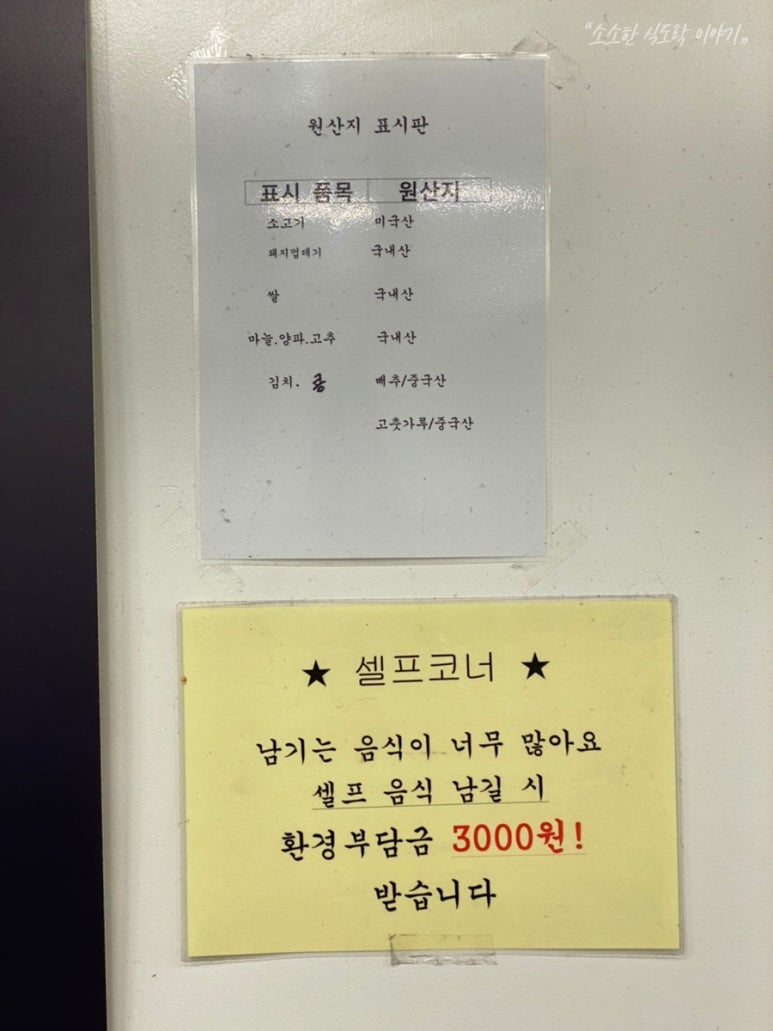 "소소한 식도락 이야기„
원산지 표시판
표시 품목 원산지
소고기 미국산
돼지껍데기 국내산
쌀 국내산
마늘.양파.고추 국내산
김치. 콩 배추/중국산
고춧가루/중국산
★ 셀프코너 ★
남기는 음식이 너무 많아요
셀프 음식 남길 시
환경부담금 3000원!
받습니다